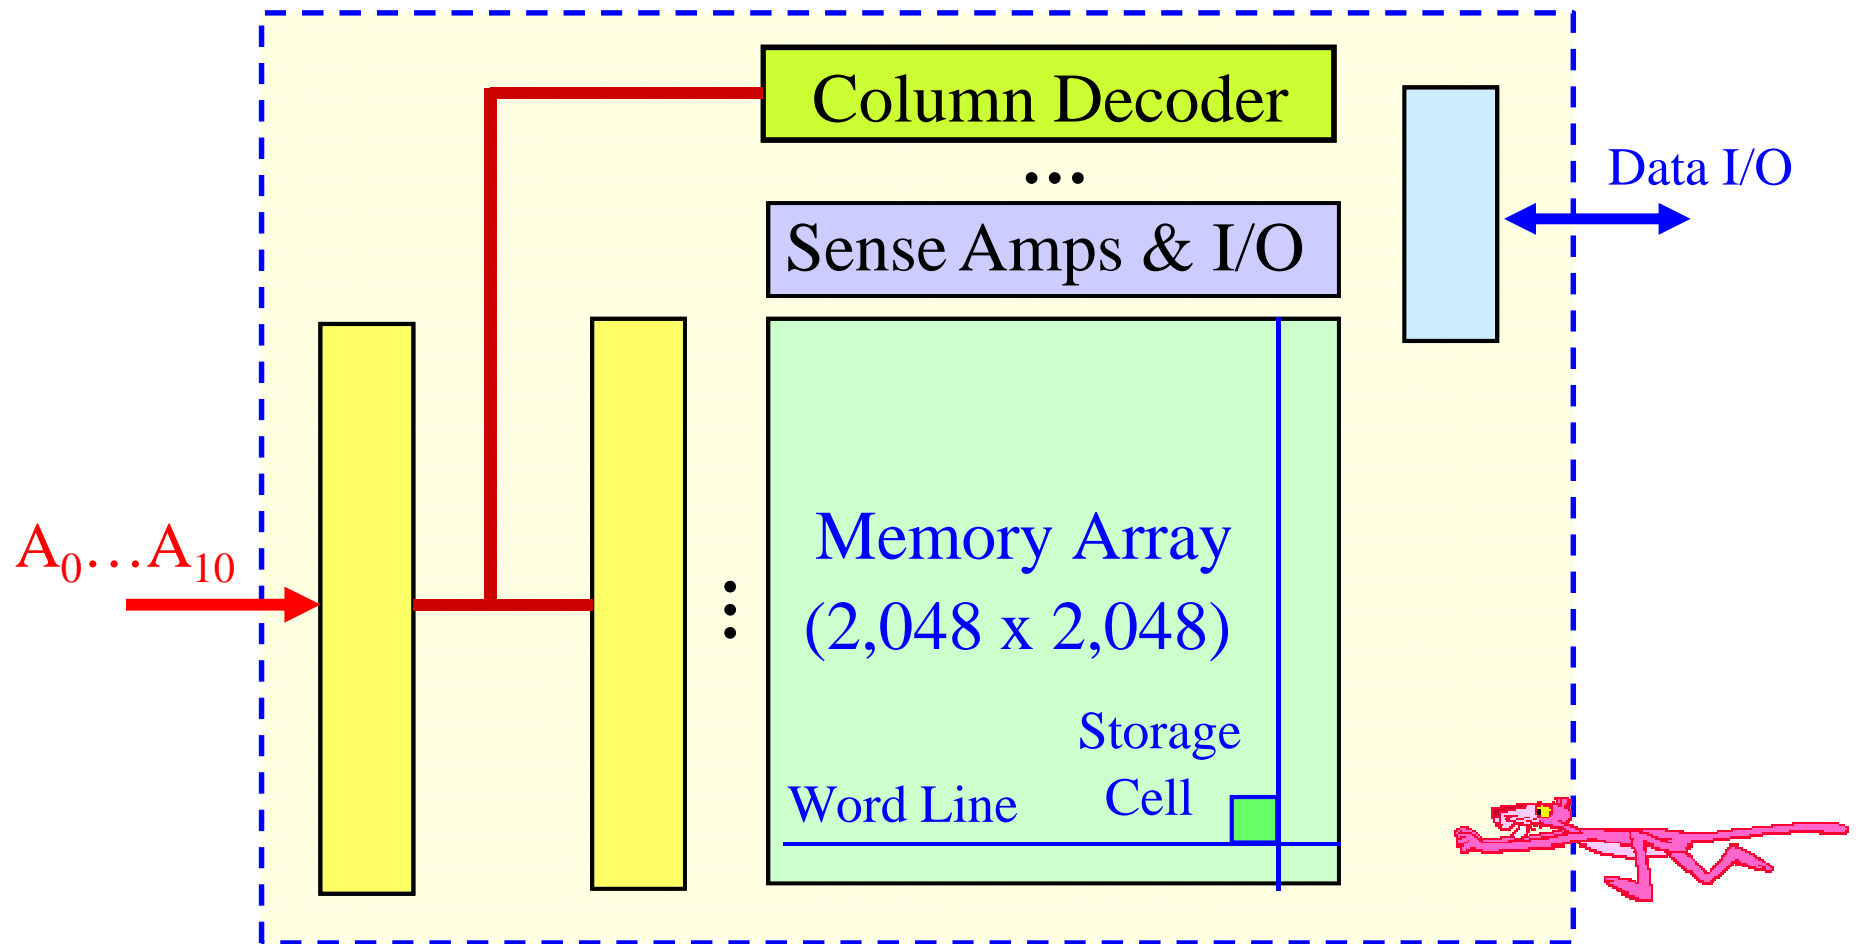 Column Decoder
...
Data I/O
Sense Amps & I/O
A0...A10
Memory Array
(2,048 x 2,048)
Storage
Cell
Word Line